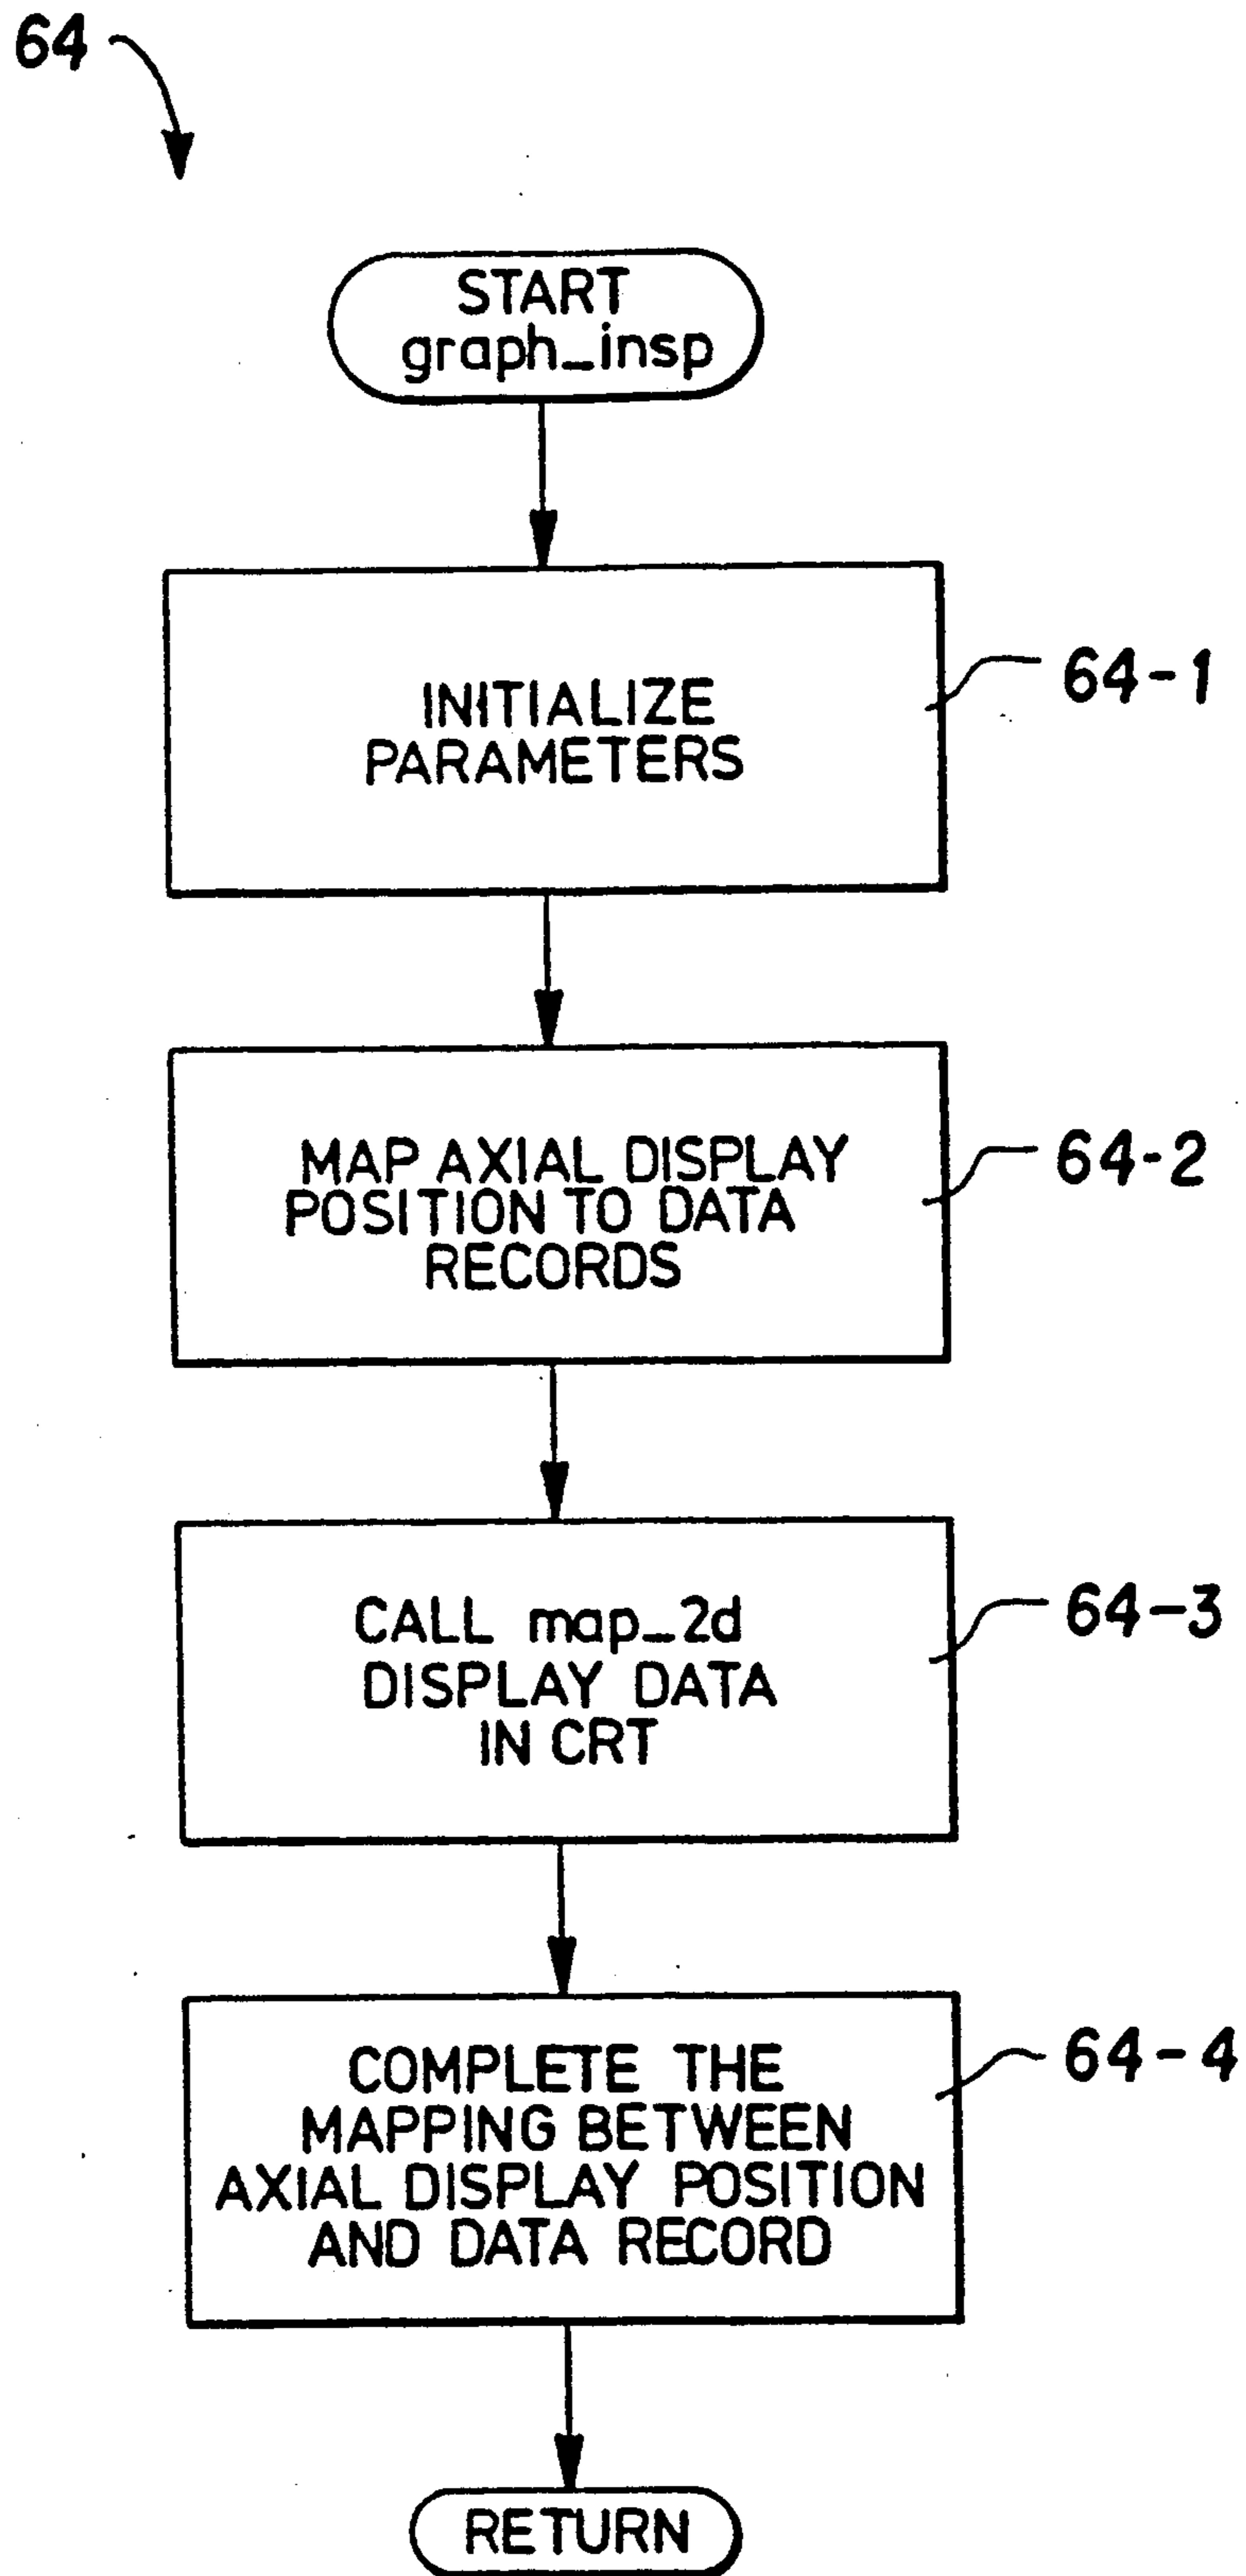 64
START
graph_insp
INITIALIZE
PARAMETERS
64-1
MAP AXIAL DISPLAY
POSITION TO DATA
RECORDS
64-2
CALL map_2d
DISPLAY DATA
IN CRT
64-3
COMPLETE THE
MAPPING BETWEEN
AXIAL DISPLAY POSITION
AND DATA RECORD
64-4
RETURN